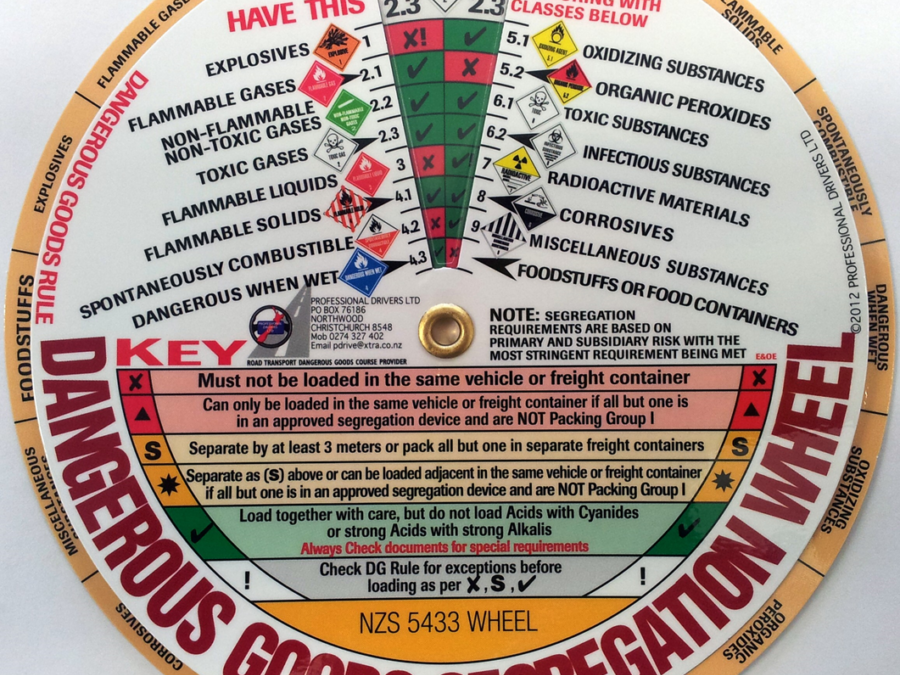 HAVE THIS
2.3
2
2.3
ORING WITH
CLASSES BELOW
EXPLOSIVES
1
X!
✓
5.1
OXIDIZING SUBSTANCES
FLAMMABLE GASES
2.1
✓
X
5.2
ORGANIC PEROXIDES
NON-FLAMMABLE
NON-TOXIC GASES
2.2
✓
✓
6.1
TOXIC SUBSTANCES
TOXIC GASES
2.3
✓
✓
6.2
INFECTIOUS SUBSTANCES
FLAMMABLE LIQUIDS
3
X
✓
7
RADIOACTIVE MATERIALS
FLAMMABLE SOLIDS
4.1
✓
✓
8
CORROSIVES
SPONTANEOUSLY COMBUSTIBLE
4.2
X
✓
9
MISCELLANEOUS SUBSTANCES
DANGEROUS WHEN WET
4.3
✓
X
FOODSTUFFS OR FOOD CONTAINERS
EXPLOSIVE
TOXIC GAS
RADIOACTIVE
DANGEROUS WHEN WET
DANGEROUS GOODS RULE
©2012 PROFESSIONAL DRIVERS LTD
PROFESSIONAL DRIVERS LTD
PO BOX 76186
NORTHWOOD
CHRISTCHURCH 8548
Mob 0274 327 402
Email pdrive@xtra.co.nz
ROAD TRANSPORT DANGEROUS GOODS COURSE PROVIDER
NOTE: SEGREGATION
REQUIREMENTS ARE BASED ON
PRIMARY AND SUBSIDIARY RISK WITH THE
MOST STRINGENT REQUIREMENT BEING MET
E&OE
KEY
X Must not be loaded in the same vehicle or freight container X
▲ Can only be loaded in the same vehicle or freight container if all but one is ▲
in an approved segregation device and are NOT Packing Group I
S Separate by at least 3 meters or pack all but one in separate freight containers S
Separate as (S) above or can be loaded adjacent in the same vehicle or freight container
if all but one is in an approved segregation device and are NOT Packing Group I
✓ Load together with care, but do not load Acids with Cyanides ✓
or strong Acids with strong Alkalis
Always Check documents for special requirements
! Check DG Rule for exceptions before !
loading as per X,S,✓
NZS 5433 WHEEL
DANGEROUS GOODS SEGREGATION WHEEL
FLAMMABLE GASES
EXPLOSIVES
FOODSTUFFS
MISCELLANEOUS
CORROSIVES
FLAMMABLE
SOLIDS
SPONTANEOUSLY
COMBUSTIBLE
DANGEROUS
WHEN WET
OXIDIZING
SUBSTANCES
ORGANIC
PEROXIDES